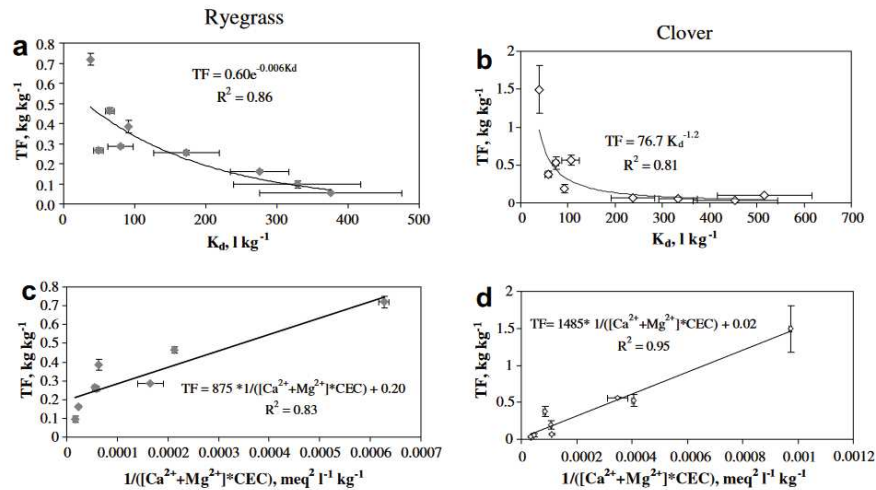 Ryegrass
Clover
a
0.8
0.7
0.6
0.5
0.4
0.3
0.2
0.1
0
TF, kg kg-1
TF = 0.60e-0.006Kd
R2 = 0.86
0
100
200
300
400
500
Kd, l kg-1
b
2
1.5
1
0.5
0
TF, kg kg-1
TF = 76.7 Kd-1.2
R2 = 0.81
0
100
200
300
400
500
600
700
Kd, l kg-1
c
0.8
0.7
0.6
0.5
0.4
0.3
0.2
0.1
0
TF, kg kg-1
TF = 875 *1/([Ca2++Mg2+]*CEC) + 0.20
R2 = 0.83
0
0.0001
0.0002
0.0003
0.0004
0.0005
0.0006
0.0007
1/([Ca2++Mg2+]*CEC), meq2 l-1 kg-1
d
2
1.5
1
0.5
0
TF, kg kg-1
TF= 1485* 1/([Ca2++Mg2+]*CEC) + 0.02
R2 = 0.95
0
0.0002
0.0004
0.0006
0.0008
0.001
0.0012
1/([Ca2++Mg2+]*CEC), meq2 l-1 kg-1